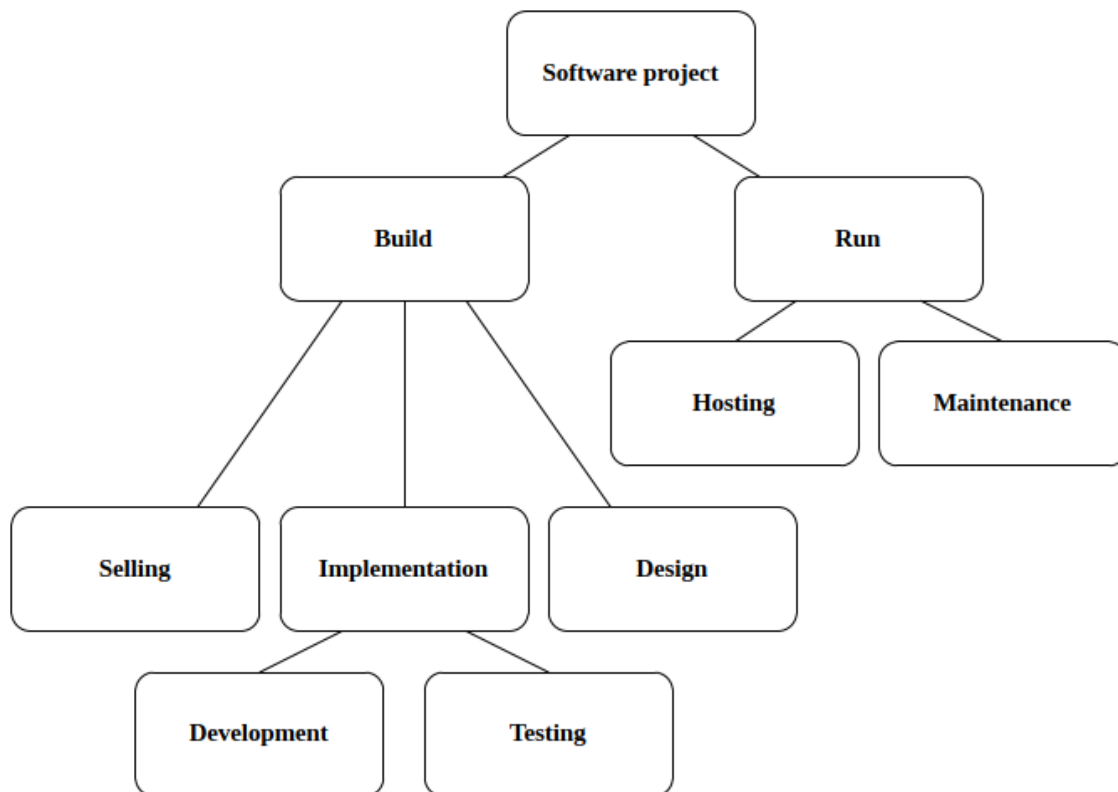 Software project
Build
Run
Hosting
Maintenance
Selling
Implementation
Design
Development
Testing